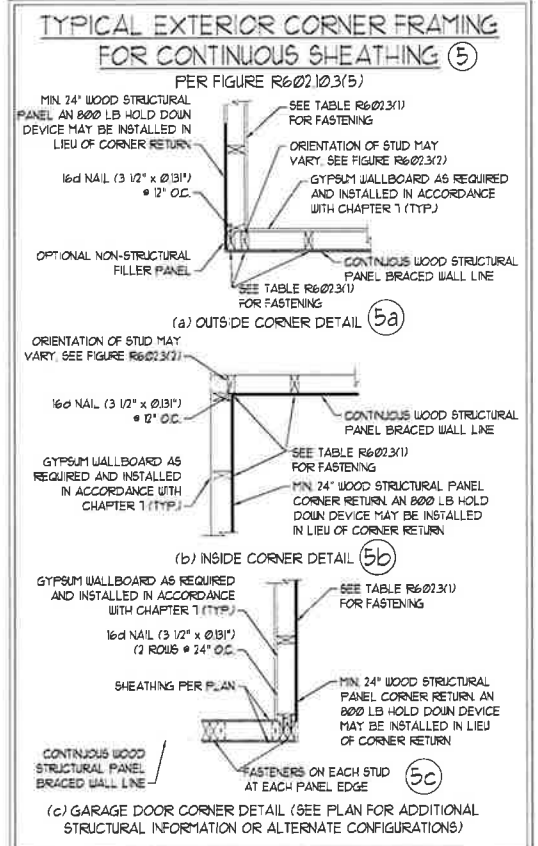 TYPICAL EXTERIOR CORNER FRAMING
FOR CONTINUOUS SHEATHING 5
PER FIGURE R602.10.3(5)
MIN. 24" WOOD STRUCTURAL
PANEL AN 800 LB HOLD DOWN
DEVICE MAY BE INSTALLED IN
LIEU OF CORNER RETURN
16d NAIL (3 1/2" x 0.131")
@ 12" O.C.
OPTIONAL NON-STRUCTURAL
FILLER PANEL
SEE TABLE R602.3(1)
FOR FASTENING
ORIENTATION OF STUD MAY
VARY, SEE FIGURE R602.3(2)
GYPSUM WALLBOARD AS REQUIRED
AND INSTALLED IN ACCORDANCE
WITH CHAPTER 7 (TYP.)
CONTINUOUS WOOD STRUCTURAL
PANEL BRACED WALL LINE
SEE TABLE R602.3(1)
FOR FASTENING
(a) OUTSIDE CORNER DETAIL 5a
ORIENTATION OF STUD MAY
VARY, SEE FIGURE R602.3(2)
16d NAIL (3 1/2" x 0.131")
@ 12" O.C.
GYPSUM WALLBOARD AS
REQUIRED AND INSTALLED
IN ACCORDANCE WITH
CHAPTER 7 (TYP.)
CONTINUOUS WOOD STRUCTURAL
PANEL BRACED WALL LINE
SEE TABLE R602.3(1)
FOR FASTENING
MIN. 24" WOOD STRUCTURAL PANEL
CORNER RETURN. AN 800 LB HOLD
DOWN DEVICE MAY BE INSTALLED
IN LIEU OF CORNER RETURN
(b) INSIDE CORNER DETAIL 5b
GYPSUM WALLBOARD AS REQUIRED
AND INSTALLED IN ACCORDANCE
WITH CHAPTER 7 (TYP.)
16d NAIL (3 1/2" x 0.131")
(2 ROWS @ 24" O.C.
SHEATHING PER PLAN
CONTINUOUS WOOD
STRUCTURAL PANEL
BRACED WALL LINE
SEE TABLE R602.3(1)
FOR FASTENING
MIN. 24" WOOD STRUCTURAL
PANEL CORNER RETURN. AN
800 LB HOLD DOWN DEVICE
MAY BE INSTALLED IN LIEU
OF CORNER RETURN
FASTENERS ON EACH STUD
AT EACH PANEL EDGE
5c
(c) GARAGE DOOR CORNER DETAIL (SEE PLAN FOR ADDITIONAL
STRUCTURAL INFORMATION OR ALTERNATE CONFIGURATIONS)